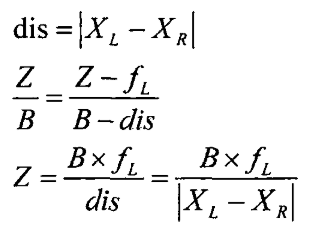 dis = |X_L − X_R|
Z/B = (Z − f_L)/(B − dis)
Z = (B × f_L)/dis = (B × f_L)/|X_L − X_R|